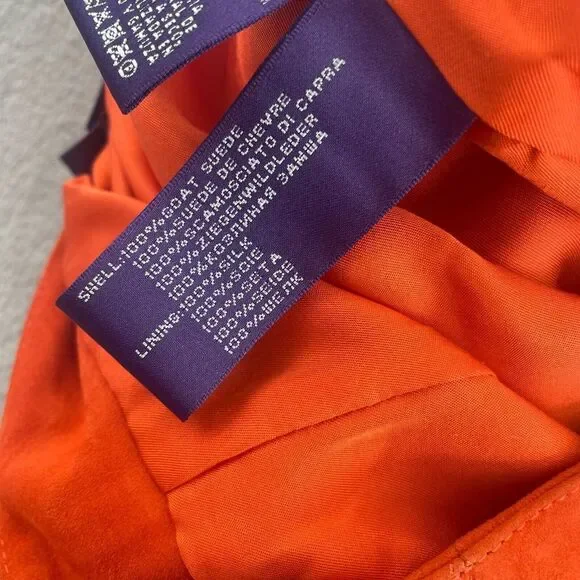 SHELL:100%GOAT SUEDE
100%SUEDE DE CHEVRE
100%SCAMOSCIATO DI CAPRA
100%ZIEGENWILDLEDER
100%КОЗЛИНАЯ ЗАМША
LINING:100%SILK
100%SOIE
100%SETA
100%SEIDE
100%ШЕЛК